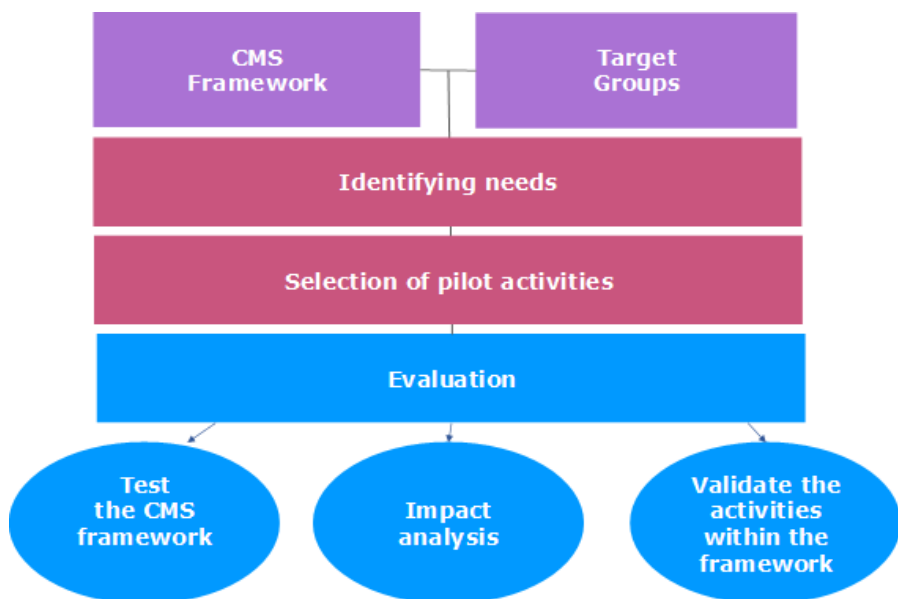 CMS
Framework
Target
Groups
Identifying needs
Selection of pilot activities
Evaluation
Test
the CMS
framework
Impact
analysis
Validate the
activities
within the
framework